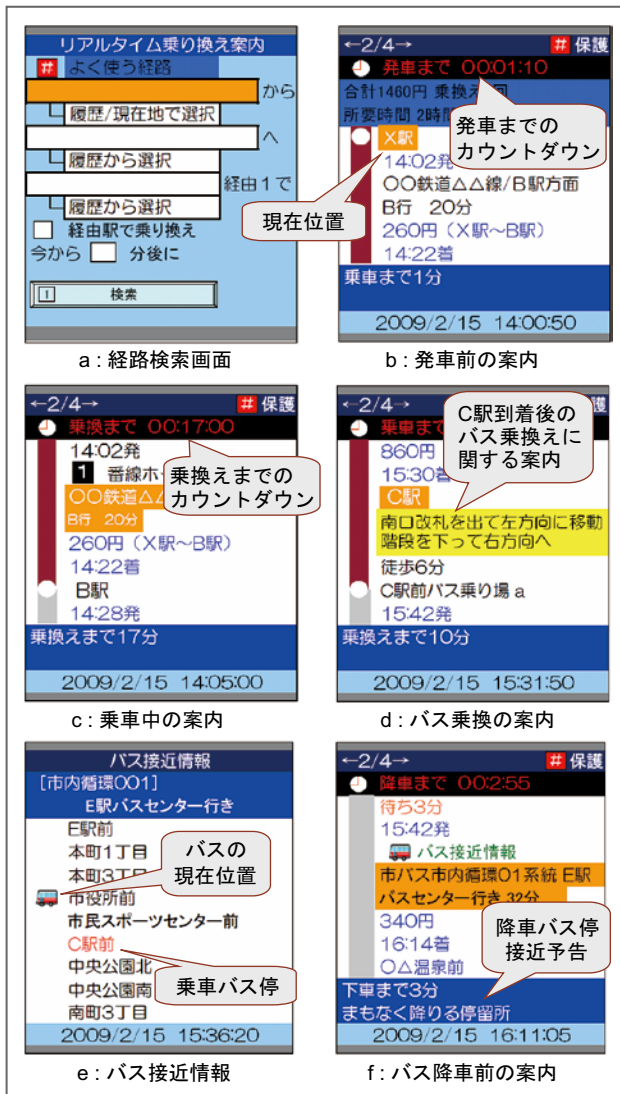 リアルタイム乗り換え案内
# よく使う経路
から
履歴/現在地で選択
へ
履歴から選択
経由1で
履歴から選択
経由駅で乗り換え
今から 分後に
1 検索
a : 経路検索画面
←2/4→ # 保護
発車まで 00:01:10
合計1460円 乗換え 回
所要時間 2時
発車までの
カウントダウン
X駅
14:02発
〇〇鉄道△△線/B駅方面
B行 20分
現在位置
260円（X駅〜B駅）
14:22着
乗車まで1分
2009/2/15 14:00:50
b : 発車前の案内
←2/4→ # 保護
乗換まで 00:17:00
14:02発
1 番線ホ
乗換えまでの
カウントダウン
〇〇鉄道△
B行 20分
260円（X駅〜B駅）
14:22着
B駅
14:28発
乗換えまで17分
2009/2/15 14:05:00
c : 乗車中の案内
←2/4→ 護
乗車まで
C駅到着後の
バス乗換えに
関する案内
860円
15:30着
C駅
南口改札を出て左方向に移動
階段を下って右方向へ
徒歩6分
C駅前バス乗り場 a
15:42発
乗換えまで10分
2009/2/15 15:31:50
d : バス乗換の案内
バス接近情報
[市内循環001]
E駅バスセンター行き
E駅前
本町1丁目
本町3丁目
バスの
現在位置
市役所前
市民スポーツセンター前
C駅前
中央公園北
乗車バス停
中央公園南
南町3丁目
2009/2/15 15:36:20
e : バス接近情報
←2/4→ # 保護
降車まで 00:2:55
待ち3分
15:42発
バス接近情報
市バス市内循環01系統 E駅
バスセンター行き 32分
340円
16:14着
〇△温泉前
降車バス停
接近予告
下車まで3分
まもなく降りる停留所
2009/2/15 16:11:05
f : バス降車前の案内